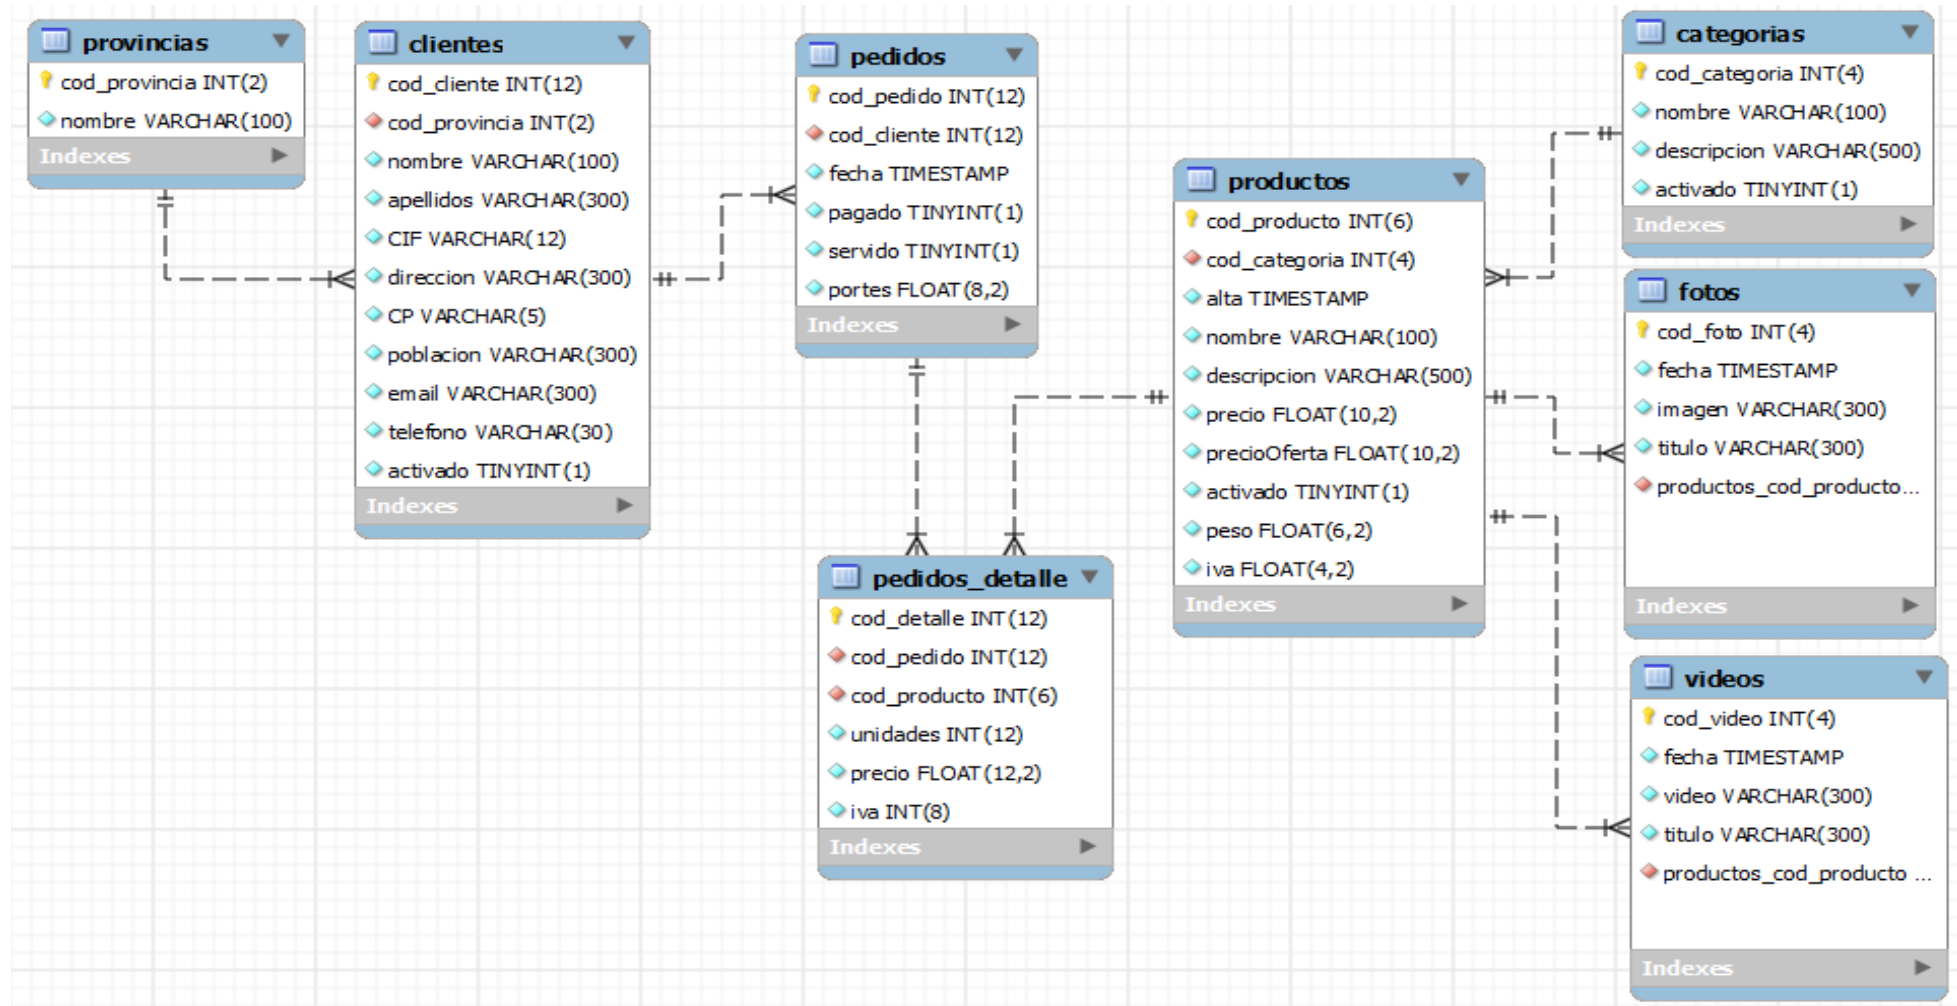 provincias
cod_provincia INT(2)
nombre VARCHAR(100)
Indexes
clientes
cod_cliente INT(12)
cod_provincia INT(2)
nombre VARCHAR(100)
apellidos VARCHAR(300)
CIF VARCHAR(12)
direccion VARCHAR(300)
CP VARCHAR(5)
poblacion VARCHAR(300)
email VARCHAR(300)
telefono VARCHAR(30)
activado TINYINT(1)
Indexes
pedidos
cod_pedido INT(12)
cod_cliente INT(12)
fecha TIMESTAMP
pagado TINYINT(1)
servido TINYINT(1)
portes FLOAT(8,2)
Indexes
pedidos_detalle
cod_detalle INT(12)
cod_pedido INT(12)
cod_producto INT(6)
unidades INT(12)
precio FLOAT(12,2)
iva INT(8)
Indexes
productos
cod_producto INT(6)
cod_categoria INT(4)
alta TIMESTAMP
nombre VARCHAR(100)
descripcion VARCHAR(500)
precio FLOAT(10,2)
precioOferta FLOAT(10,2)
activado TINYINT(1)
peso FLOAT(6,2)
iva FLOAT(4,2)
Indexes
categorias
cod_categoria INT(4)
nombre VARCHAR(100)
descripcion VARCHAR(500)
activado TINYINT(1)
Indexes
fotos
cod_foto INT(4)
fecha TIMESTAMP
imagen VARCHAR(300)
titulo VARCHAR(300)
productos_cod_producto...
Indexes
videos
cod_video INT(4)
fecha TIMESTAMP
video VARCHAR(300)
titulo VARCHAR(300)
productos_cod_producto ...
Indexes